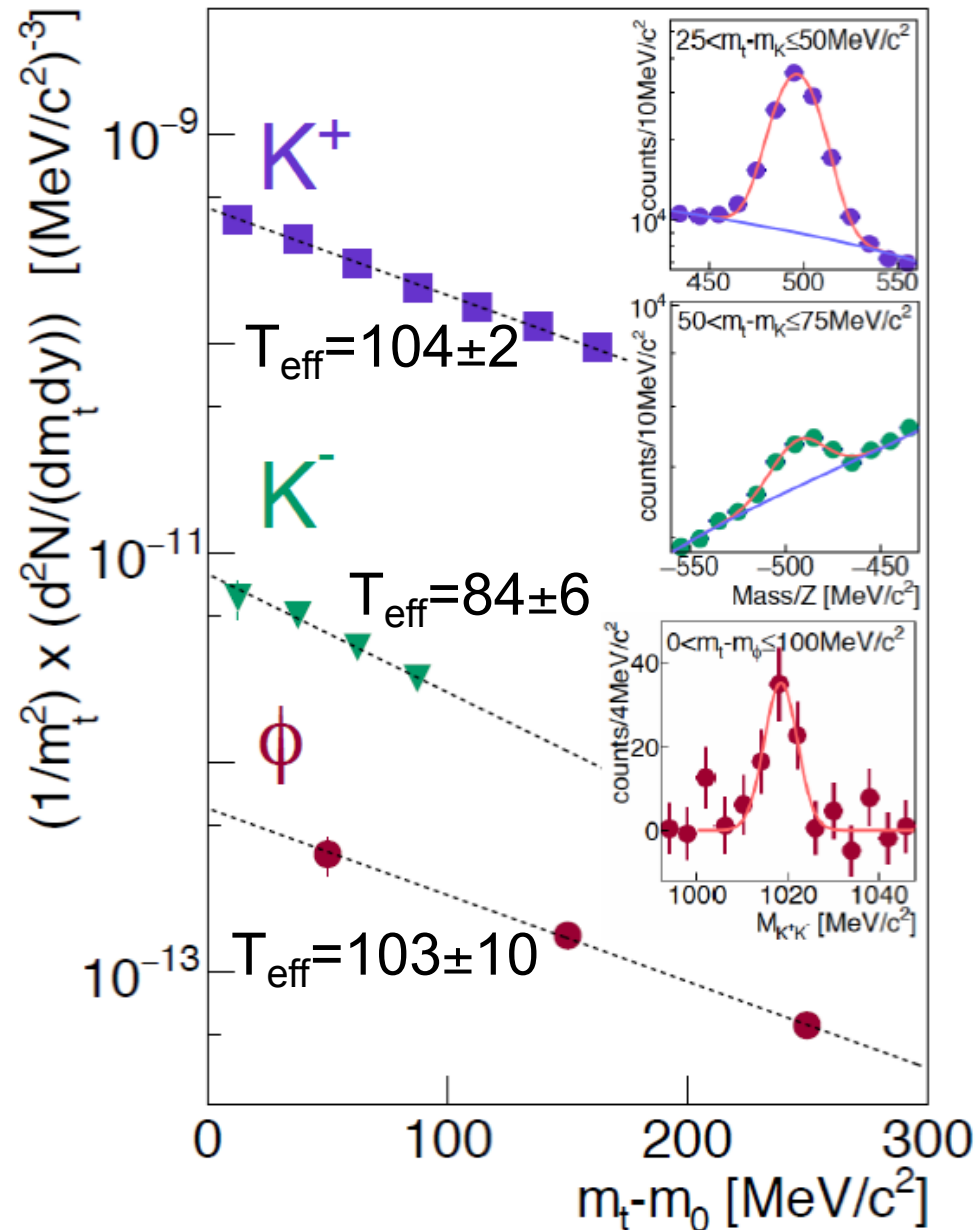 (1/m_t^2) x (d^2N/(dm_tdy)) [(MeV/c^2)^-3]
10^-9
10^-11
10^-13
K^+
T_eff=104±2
K^-
T_eff=84±6
ϕ
T_eff=103±10
0 100 200 300
m_t-m_0 [MeV/c^2]
25<m_t-m_K≤50MeV/c^2
counts/10MeV/c^2
10^4
450 500 550
50<m_t-m_K≤75MeV/c^2
counts/10MeV/c^2
10^4
−550 −500 −450
Mass/Z [MeV/c^2]
0<m_t-m_ϕ≤100MeV/c^2
counts/4MeV/c^2
40
20
0
1000 1020 1040
M_K^+K^- [MeV/c^2]